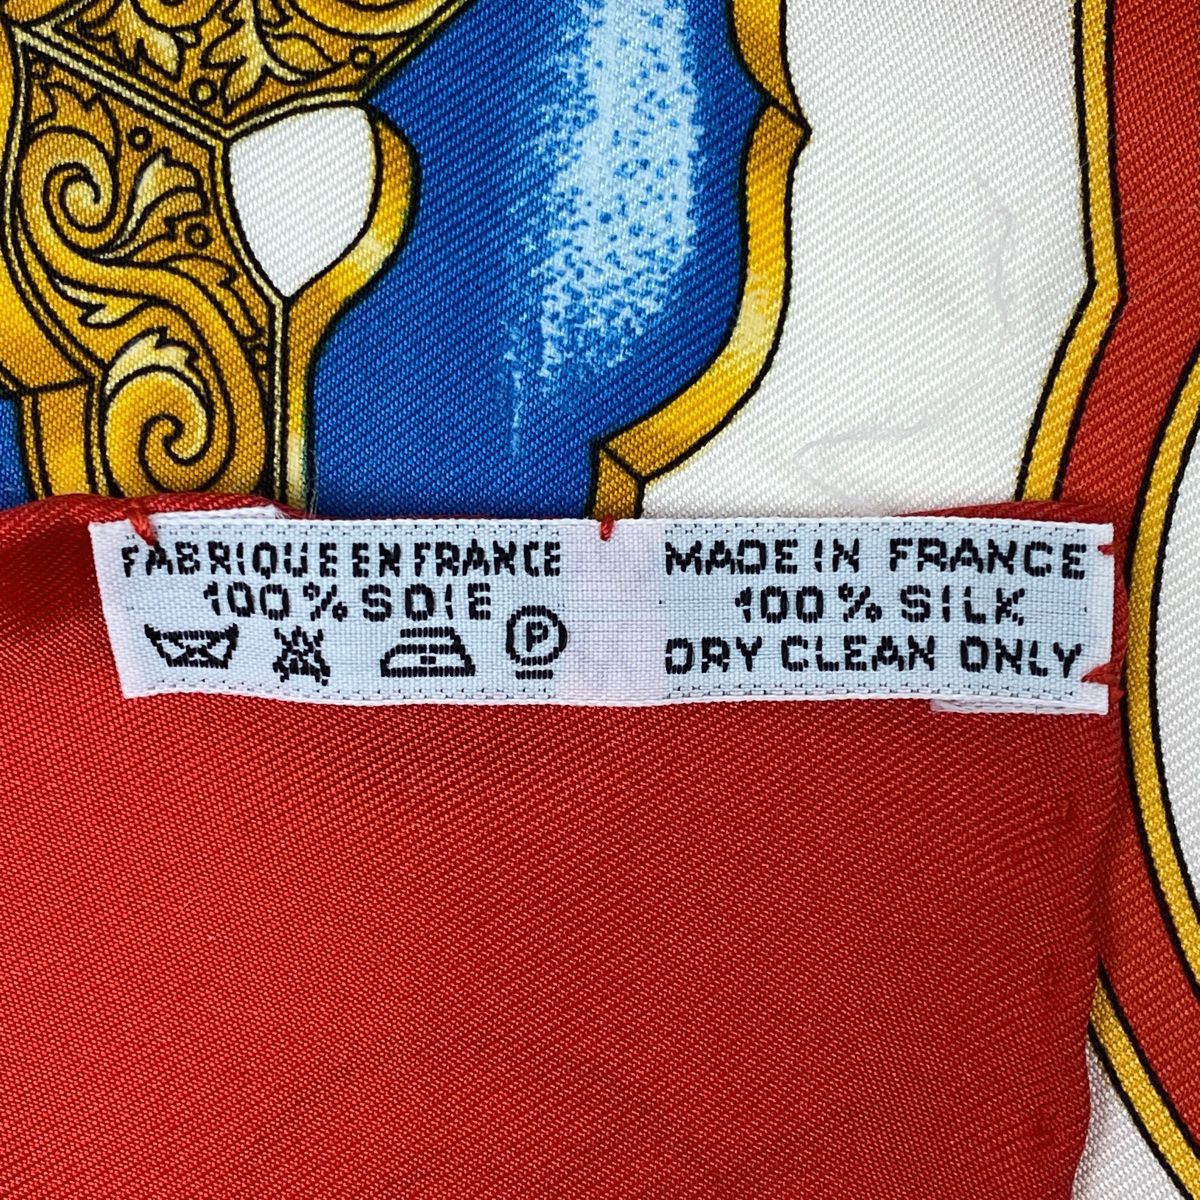 FABRIQUE EN FRANCE
100% SOIE
P
MADE IN FRANCE
100% SILK
DRY CLEAN ONLY